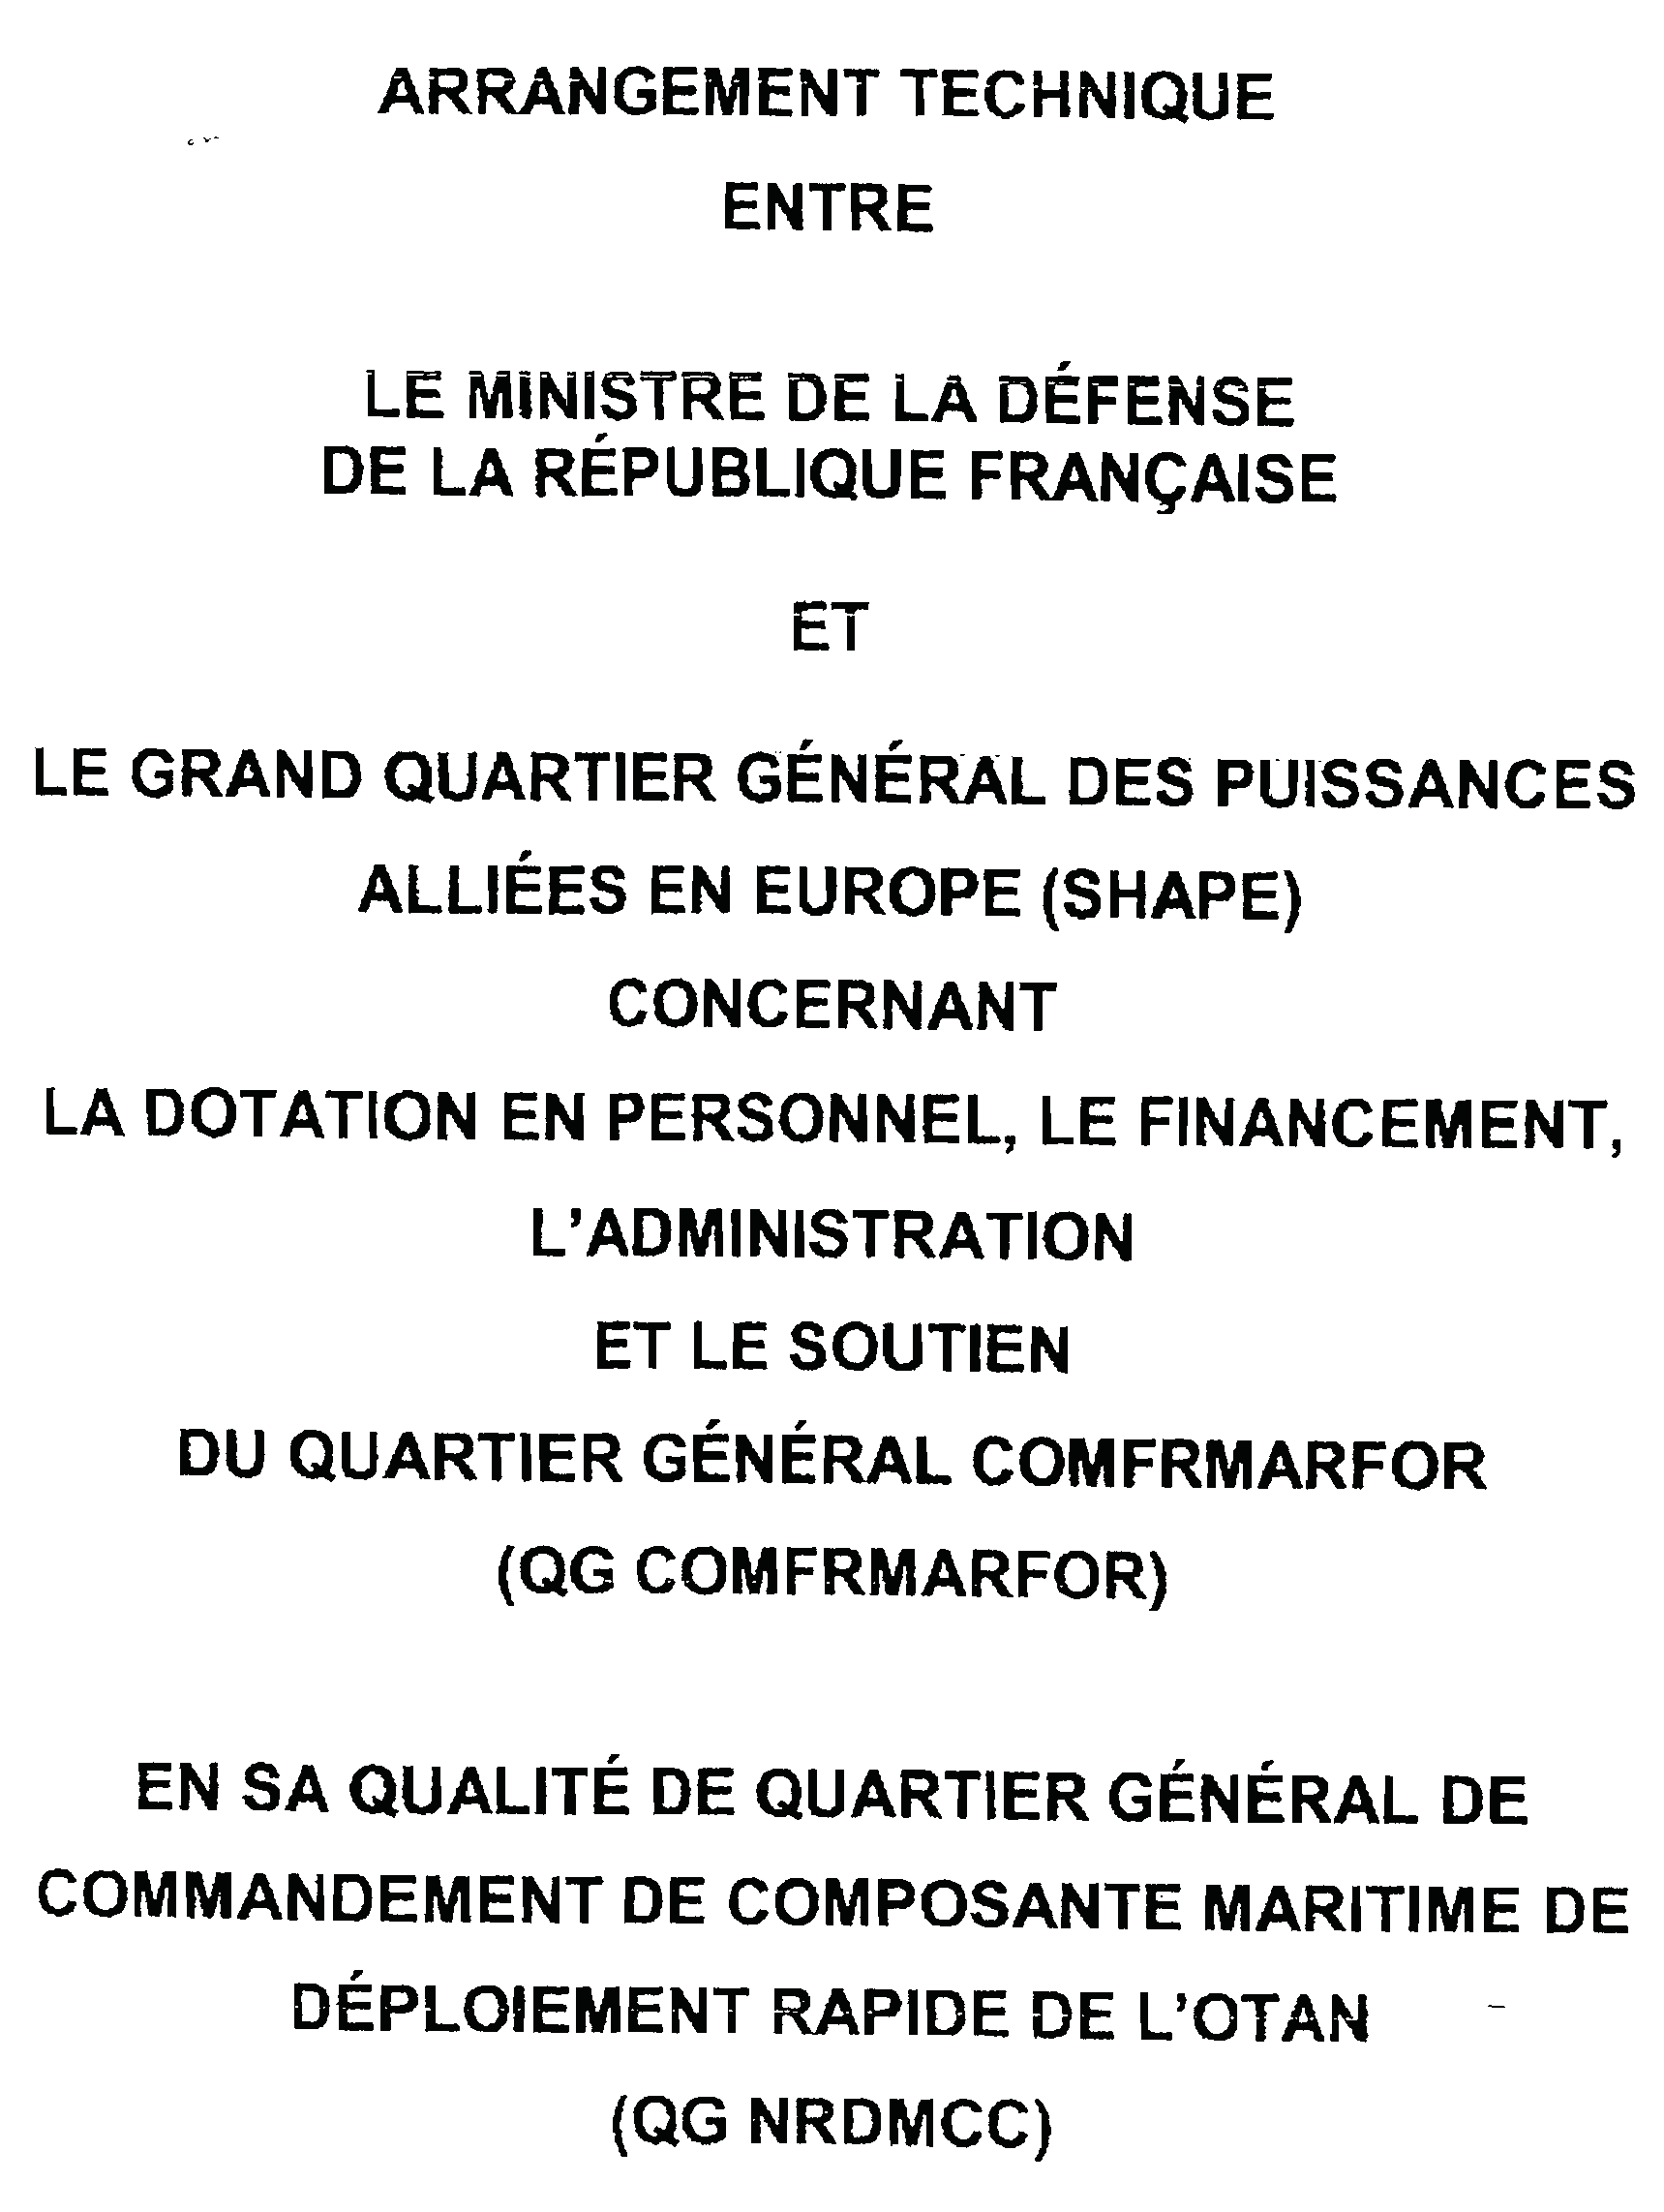 ARRANGEMENT TECHNIQUE
ENTRE
LE MINISTRE DE LA DÉFENSE
DE LA RÉPUBLIQUE FRANÇAISE
ET
LE GRAND QUARTIER GÉNÉRAL DES PUISSANCES
ALLIÉES EN EUROPE (SHAPE)
CONCERNANT
LA DOTATION EN PERSONNEL, LE FINANCEMENT,
L'ADMINISTRATION
ET LE SOUTIEN
DU QUARTIER GÉNÉRAL COMFRMARFOR
(QG COMFRMARFOR)
EN SA QUALITÉ DE QUARTIER GÉNÉRAL DE
COMMANDEMENT DE COMPOSANTE MARITIME DE
DÉPLOIEMENT RAPIDE DE L'OTAN
(QG NRDMCC)